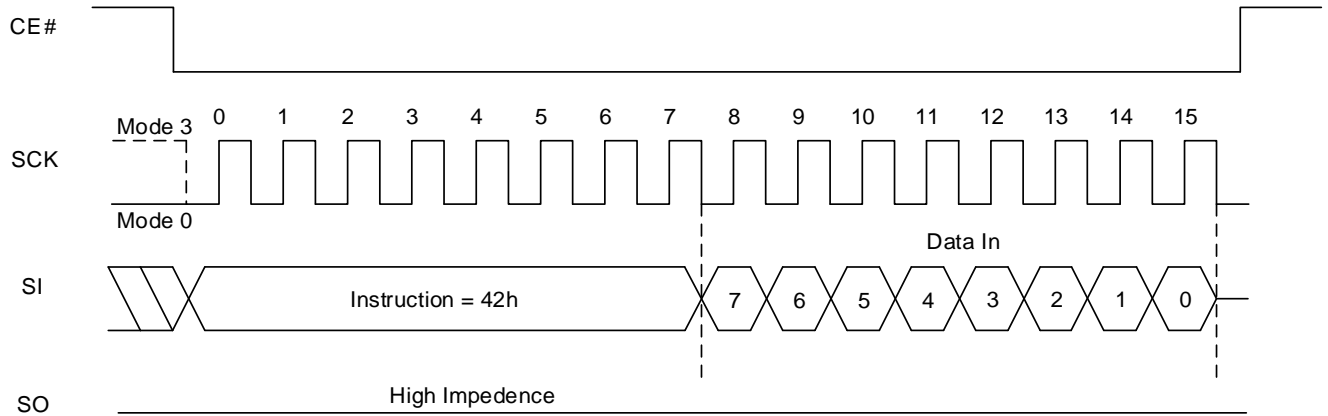 CE#
0 1 2 3 4 5 6 7 8 9 10 11 12 13 14 15
Mode 3
SCK
Mode 0
Data In
SI
Instruction = 42h
7 6 5 4 3 2 1 0
High Impedence
SO